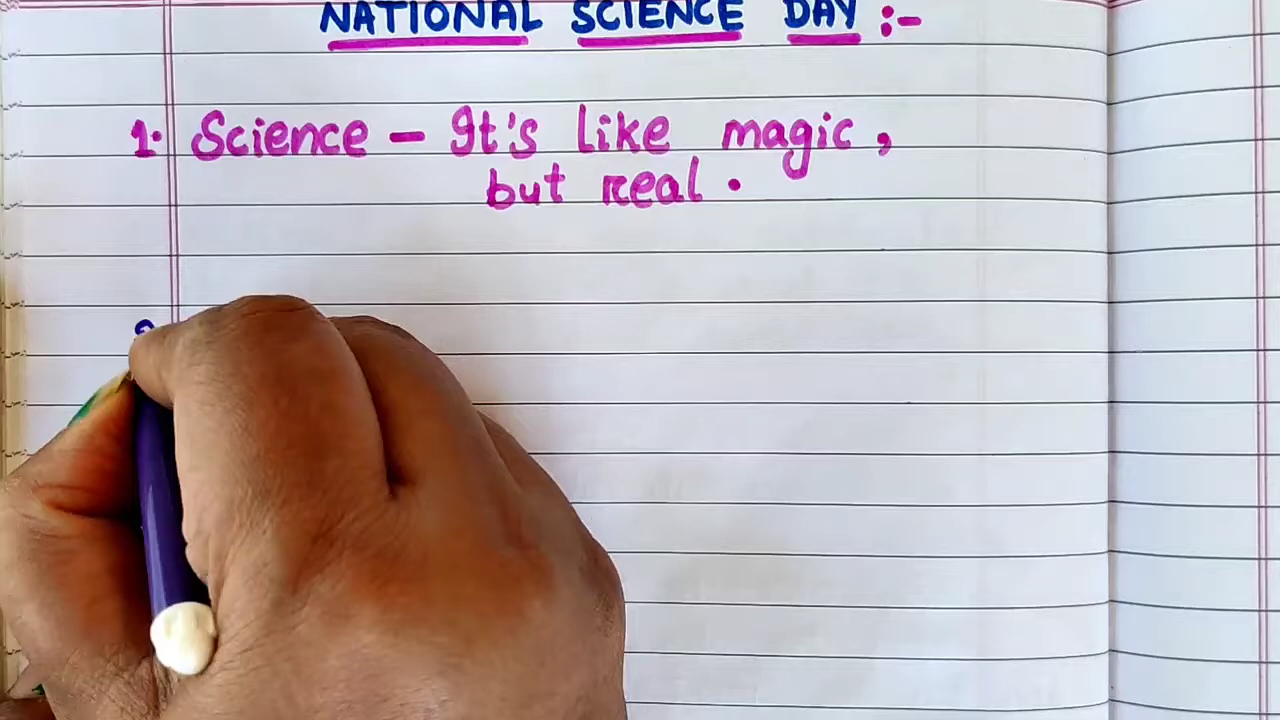 NATIONAL SCIENCE DAY :-
1. Science - It's like magic,
but real.